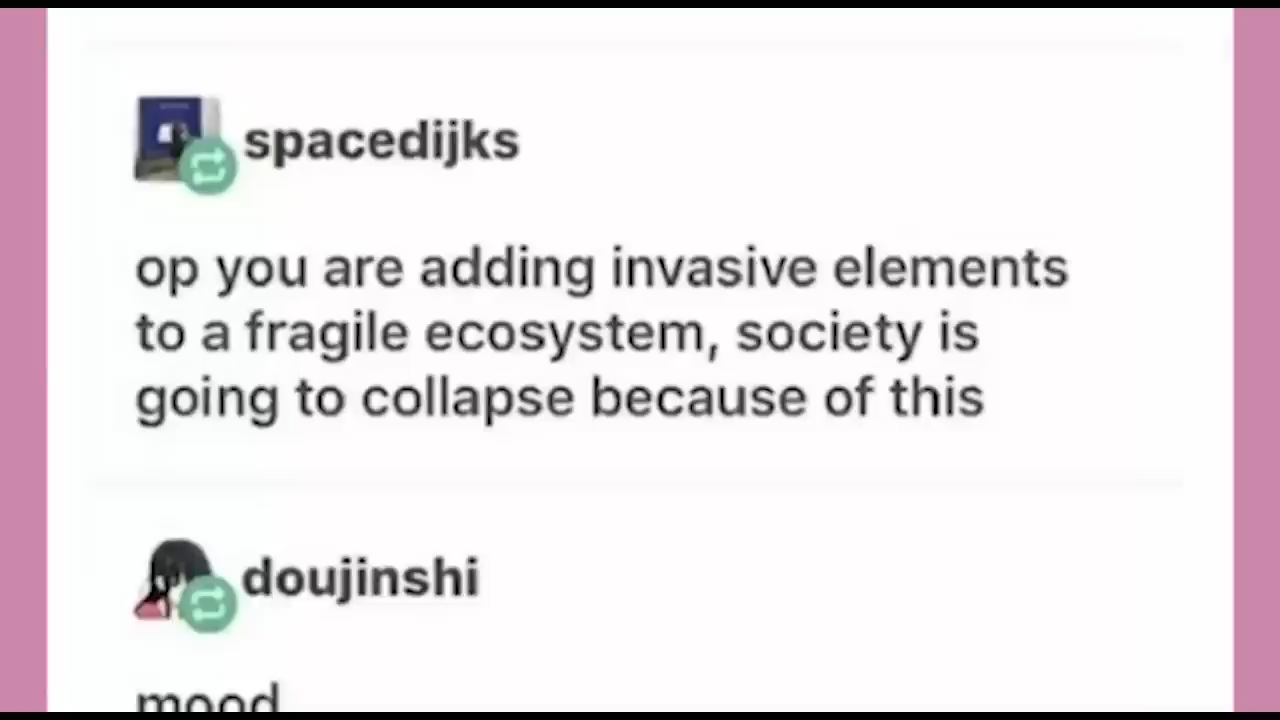 spacedijks
op you are adding invasive elements
to a fragile ecosystem, society is
going to collapse because of this
doujinshi
mood